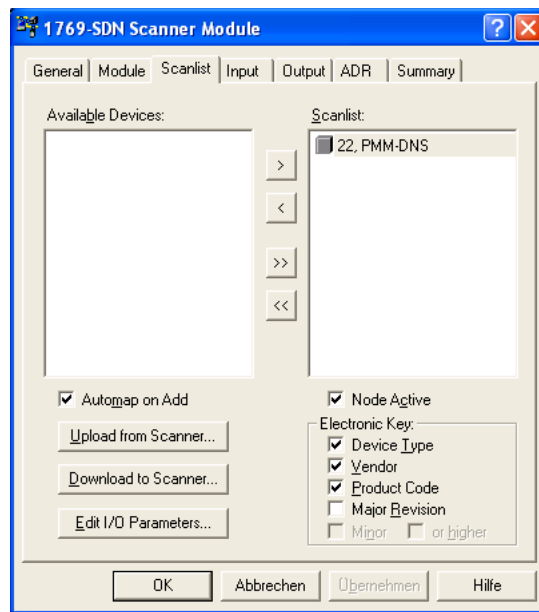 1769-SDN Scanner Module
General Module Scanlist Input Output ADR Summary
Available Devices:
Scanlist:
22, PMM-DNS
>
<
>>
<<
Automap on Add
Node Active
Upload from Scanner...
Download to Scanner...
Edit I/O Parameters...
Electronic Key:
Device Type
Vendor
Product Code
Major Revision
Minor or higher
OK Abbrechen Übernehmen Hilfe